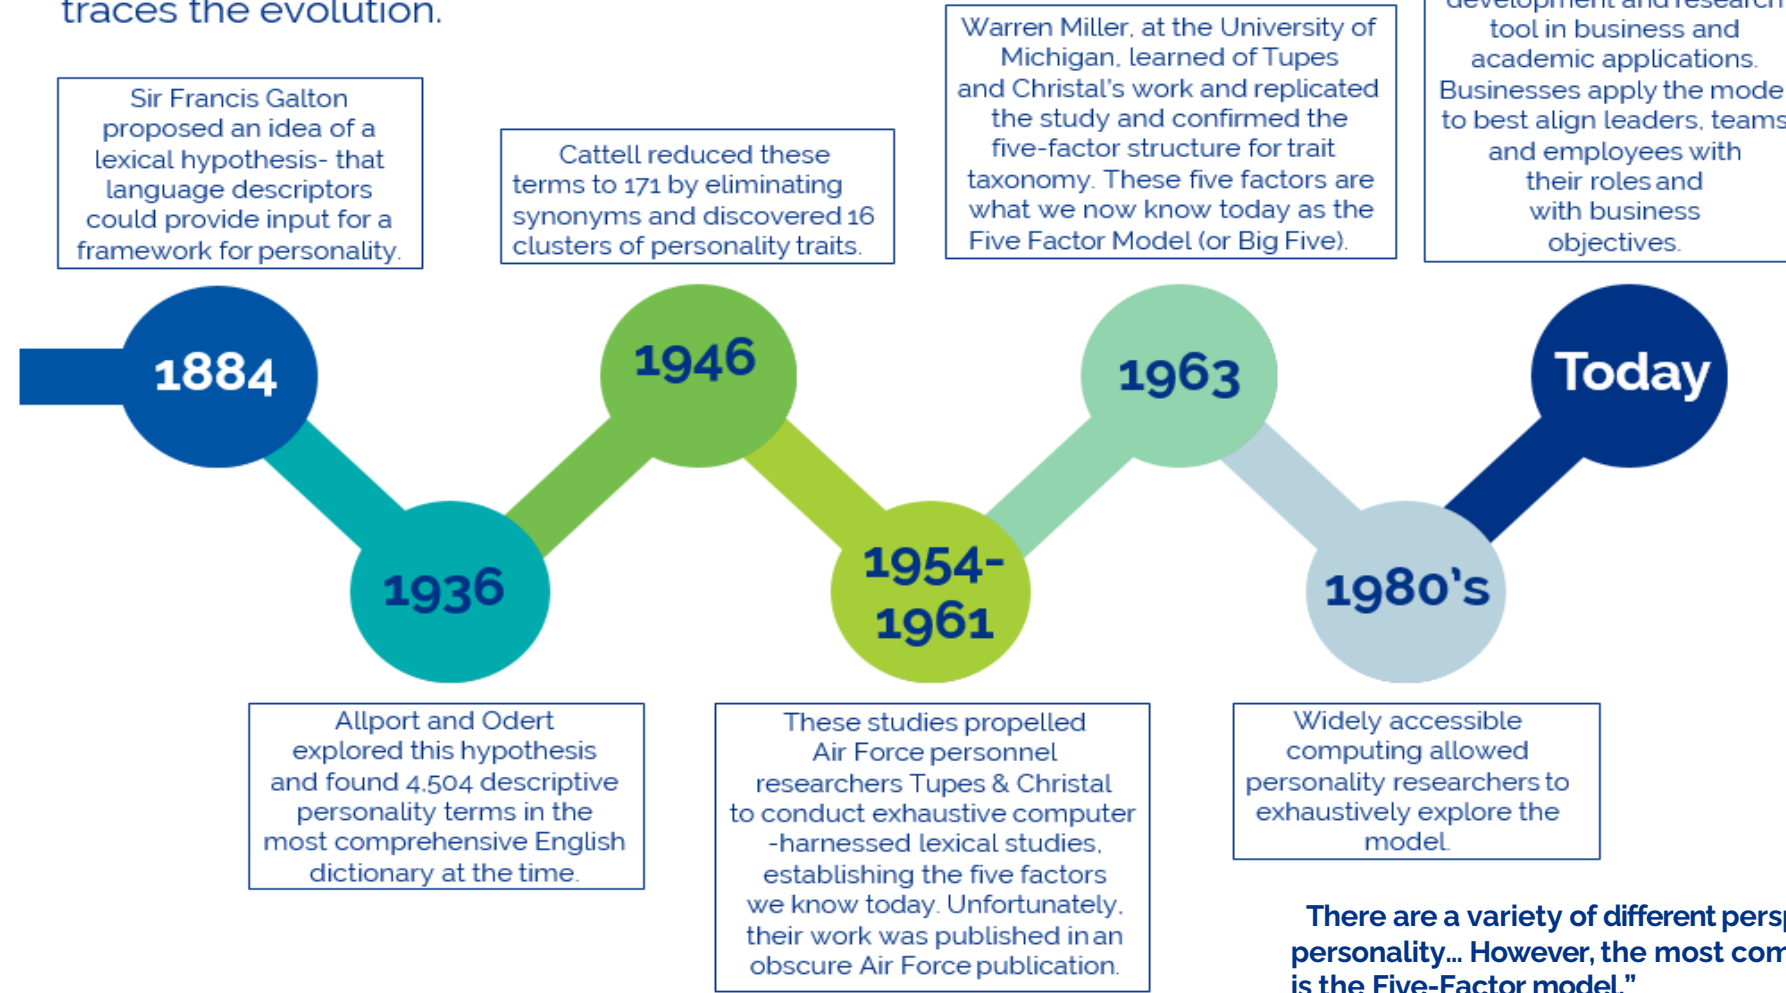 traces the evolution.
Sir Francis Galton
proposed an idea of a
lexical hypothesis- that
language descriptors
could provide input for a
framework for personality.
Cattell reduced these
terms to 171 by eliminating
synonyms and discovered 16
clusters of personality traits.
Warren Miller, at the University of
Michigan, learned of Tupes
and Christal's work and replicated
the study and confirmed the
five-factor structure for trait
taxonomy. These five factors are
what we now know today as the
Five Factor Model (or Big Five).
development and research
tool in business and
academic applications.
Businesses apply the mode
to best align leaders, teams
and employees with
their roles and
with business
objectives.
1884
1946
1963
Today
1936
1954-
1961
1980's
Allport and Odert
explored this hypothesis
and found 4,504 descriptive
personality terms in the
most comprehensive English
dictionary at the time.
These studies propelled
Air Force personnel
researchers Tupes & Christal
to conduct exhaustive computer
-harnessed lexical studies,
establishing the five factors
we know today. Unfortunately,
their work was published in an
obscure Air Force publication.
Widely accessible
computing allowed
personality researchers to
exhaustively explore the
model.
There are a variety of different
personality... However, the most
is the Five-Factor model."